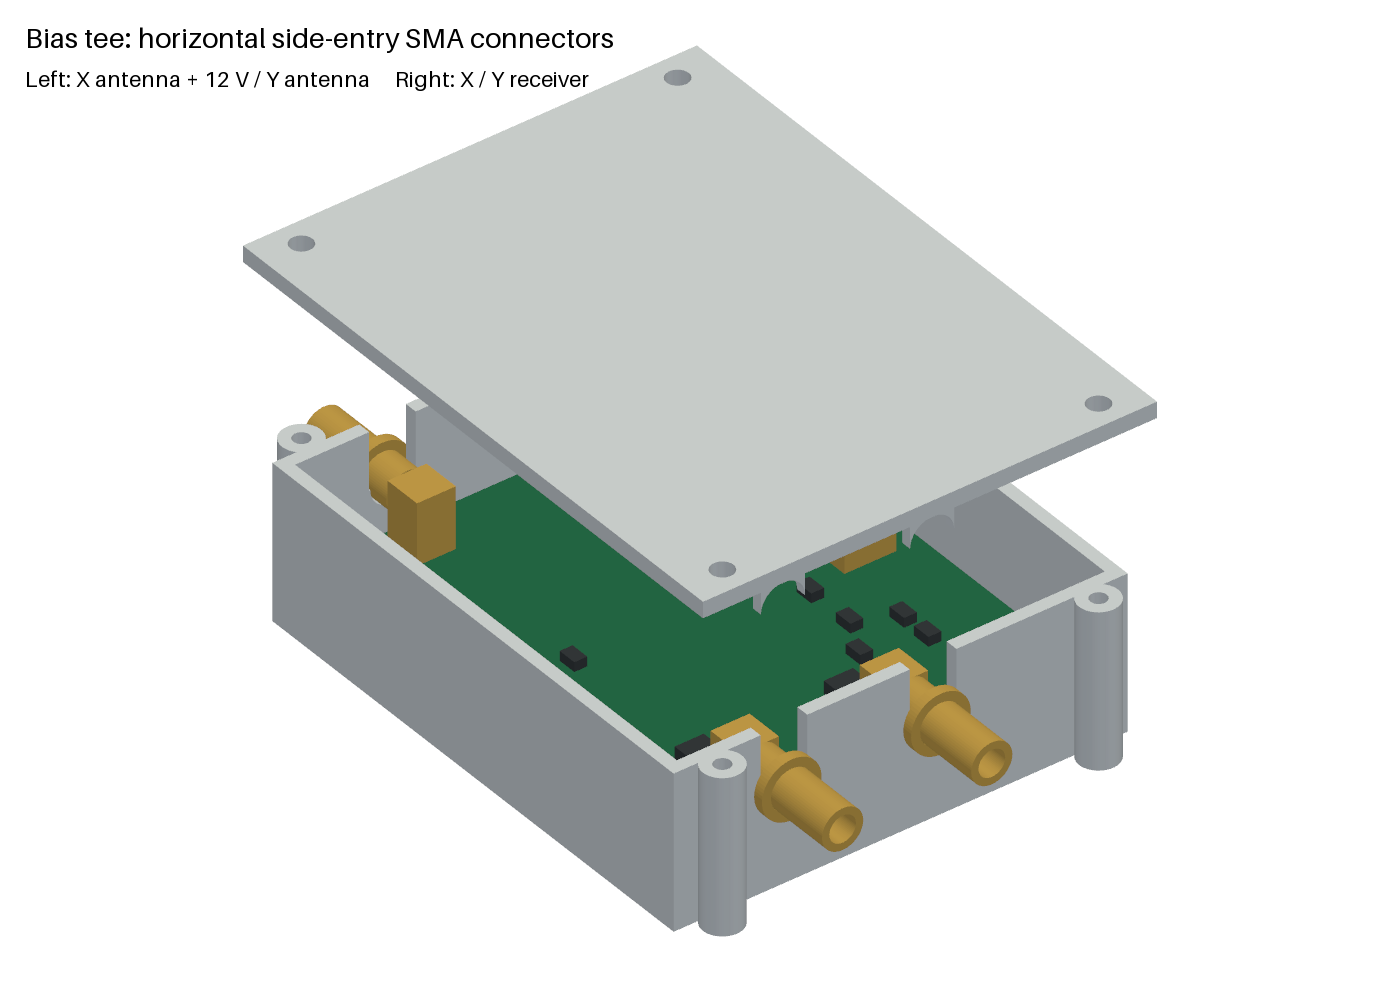 Bias tee: horizontal side-entry SMA connectors
Left: X antenna + 12 V / Y antenna Right: X / Y receiver